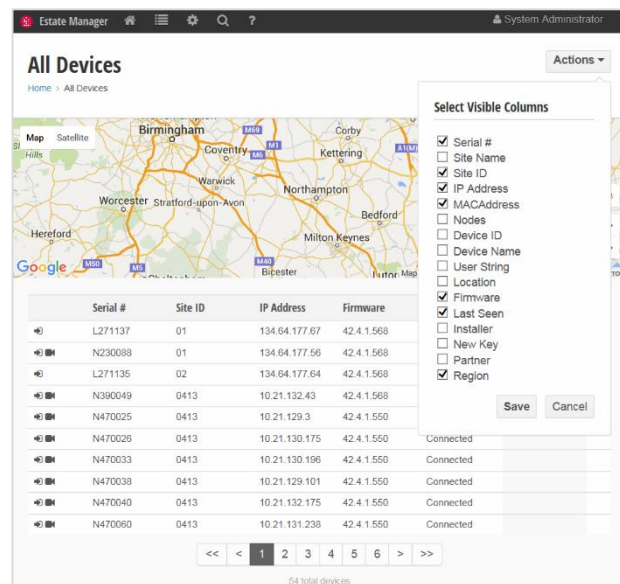 Estate Manager ? System Administrator
All Devices
Actions
Home > All Devices
Select Visible Columns
Serial #
Site Name
Site ID
IP Address
MACAddress
Nodes
Device ID
Device Name
User String
Location
Firmware
Last Seen
Installer
New Key
Partner
Region
Save Cancel
Map Satellite
Hills
Birmingham
M69
Corby
Coventry
M6
M1
Kettering
A1(M)
Warwick
Worcester
Stratford-upon-Avon
Northampton
Bedford
Hereford
Milton Keynes
Google
M50
M5
M40
Bicester
Map
Serial # Site ID IP Address Firmware
L271137 01 134.64.177.67 42.4.1.568
N230088 01 134.64.177.56 42.4.1.568
L271135 02 134.64.177.64 42.4.1.568
N390049 0413 10.21.132.43 42.4.1.568
N470025 0413 10.21.129.3 42.4.1.550
N470026 0413 10.21.130.175 42.4.1.550 Connected
N470033 0413 10.21.130.196 42.4.1.550 Connected
N470038 0413 10.21.129.101 42.4.1.550 Connected
N470040 0413 10.21.132.175 42.4.1.550 Connected
N470060 0413 10.21.131.238 42.4.1.550 Connected
<< < 1 2 3 4 5 6 > >>
54 total devices